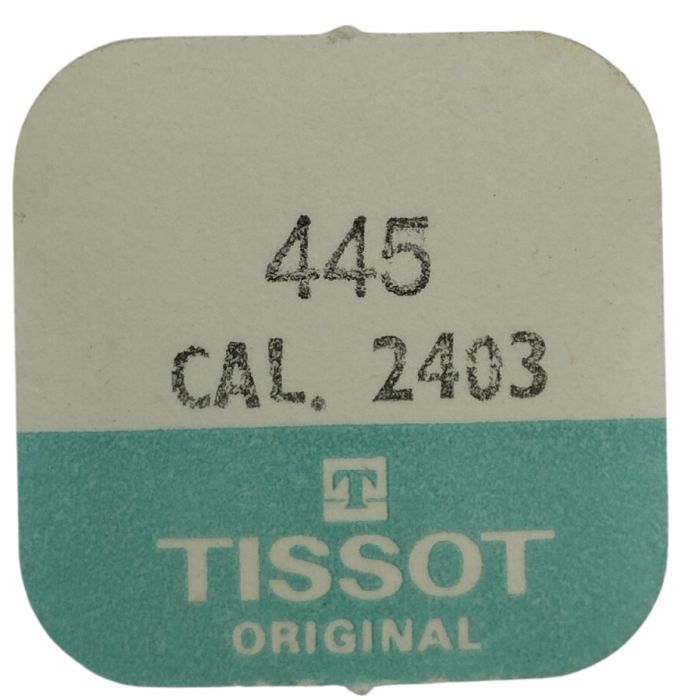 445
CAL. 2403
T
TISSOT
ORIGINAL